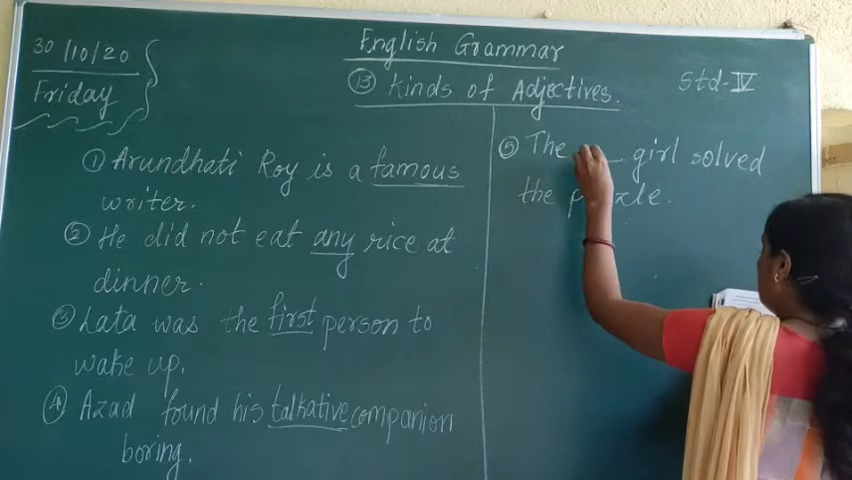 30/10/20
Friday
English Grammar
⑬ Kinds of Adjectives.
Std-IV
① Arundhati Roy is a famous
writer.
② He did not eat any rice at
dinner.
③ Lata was the first person to
wake up.
④ Azad found his talkative companion
boring.
⑤ The __ girl solved
the